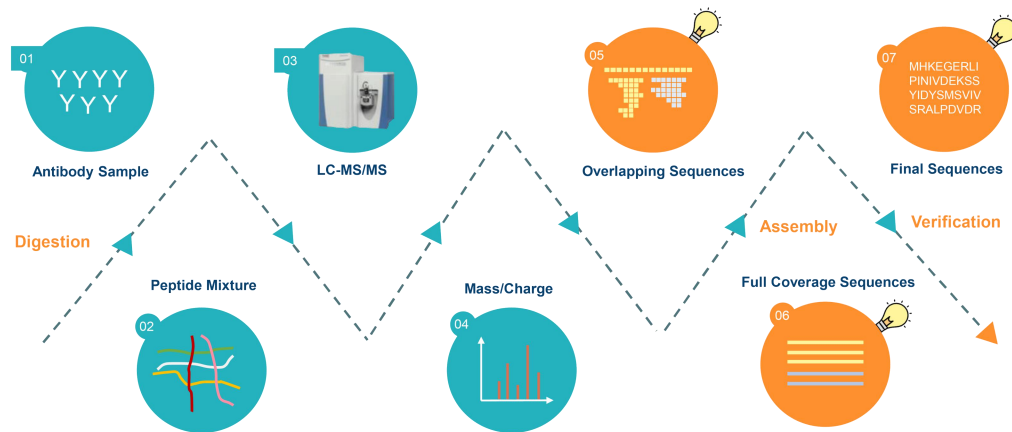 01
Y Y Y Y
Y Y Y
Antibody Sample
Digestion
02
Peptide Mixture
03
LC-MS/MS
04
Mass/Charge
05
Overlapping Sequences
Assembly
06
Full Coverage Sequences
07
MHKEGERLI
PINIVDEKSS
YIDYSMSVIV
SRALPDVDR
Final Sequences
Verification